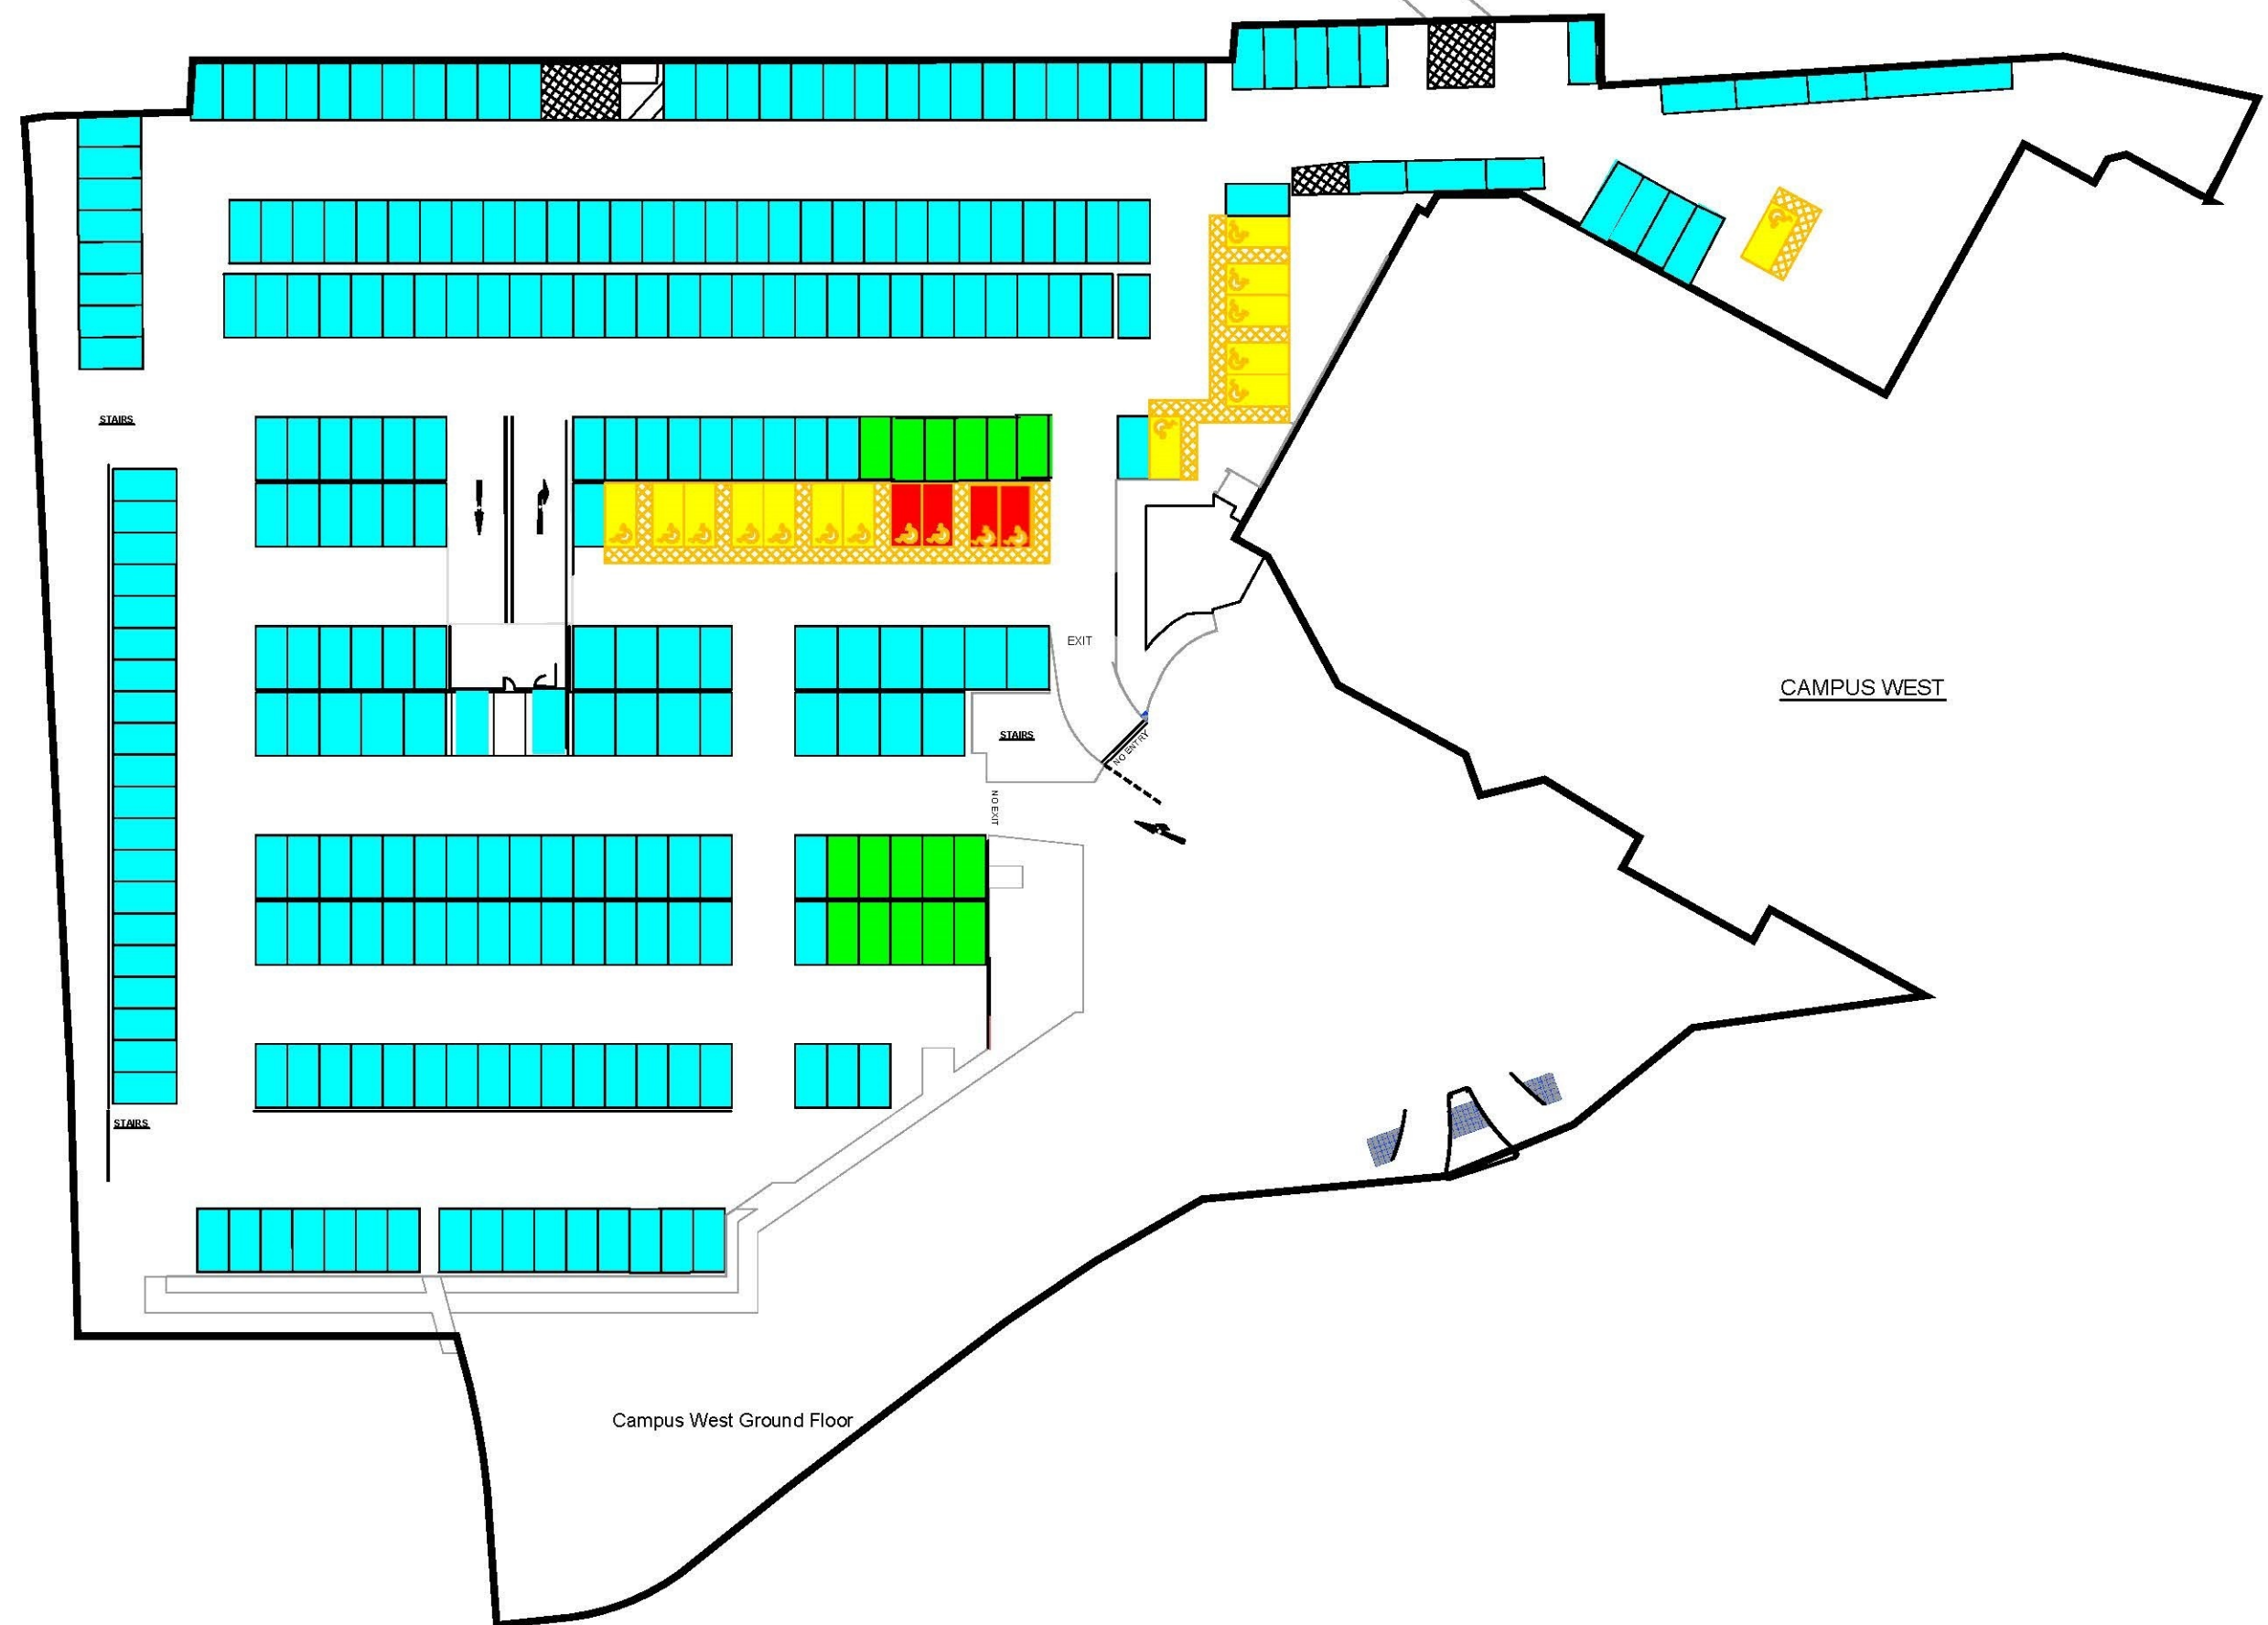 STAIRS
EXIT
CAMPUS WEST
STAIRS
NO ENTRY
NO EXIT
STAIRS
Campus West Ground Floor